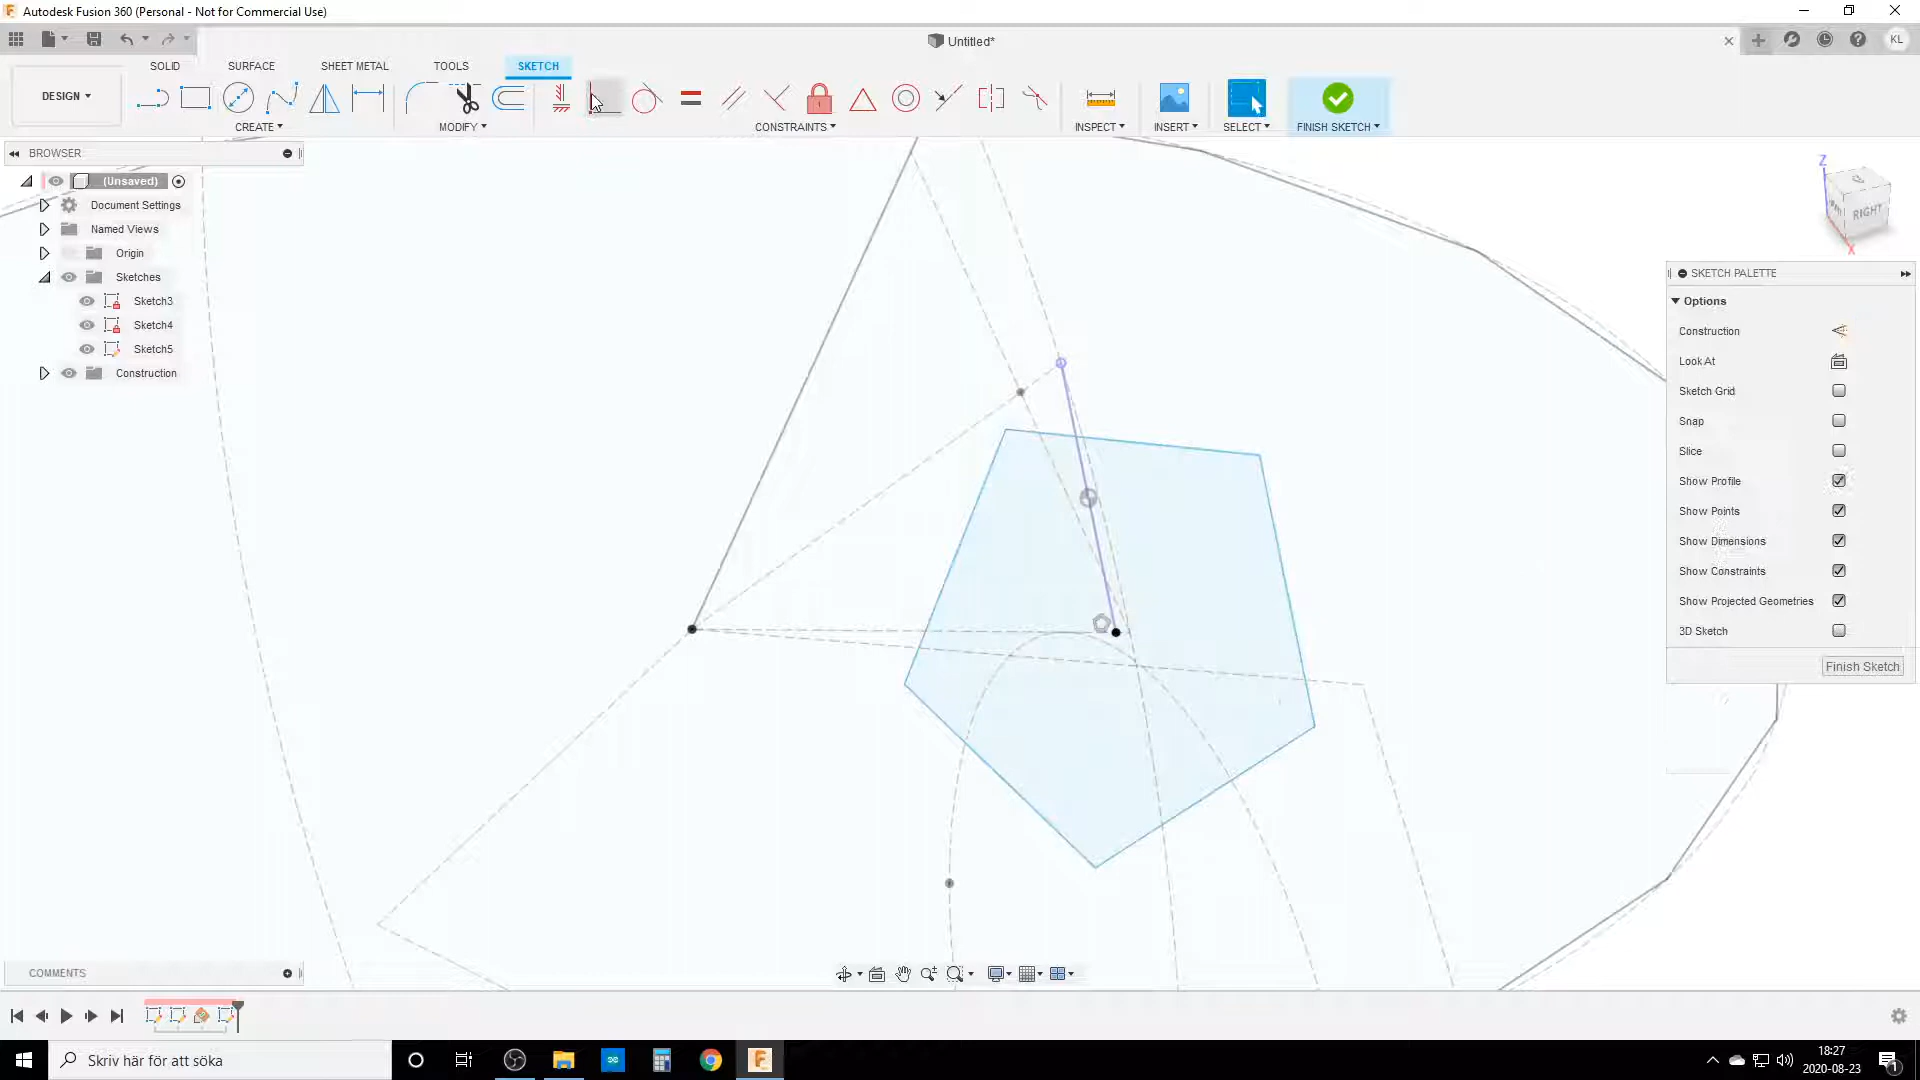 Autodesk Fusion 360 (Personal - Not for Commercial Use)
Untitled*
KL
SOLID
SURFACE
SHEET METAL
TOOLS
SKETCH
DESIGN
CREATE
MODIFY
CONSTRAINTS
INSPECT
INSERT
SELECT
FINISH SKETCH
BROWSER
(Unsaved)
Document Settings
Named Views
Origin
Sketches
Sketch3
Sketch4
Sketch5
Construction
Z
RIGHT
X
SKETCH PALETTE
Options
Construction
Look At
Sketch Grid
Snap
Slice
Show Profile
Show Points
Show Dimensions
Show Constraints
Show Projected Geometries
3D Sketch
Finish Sketch
COMMENTS
Skriv här för att söka
18:27
2020-08-23
1